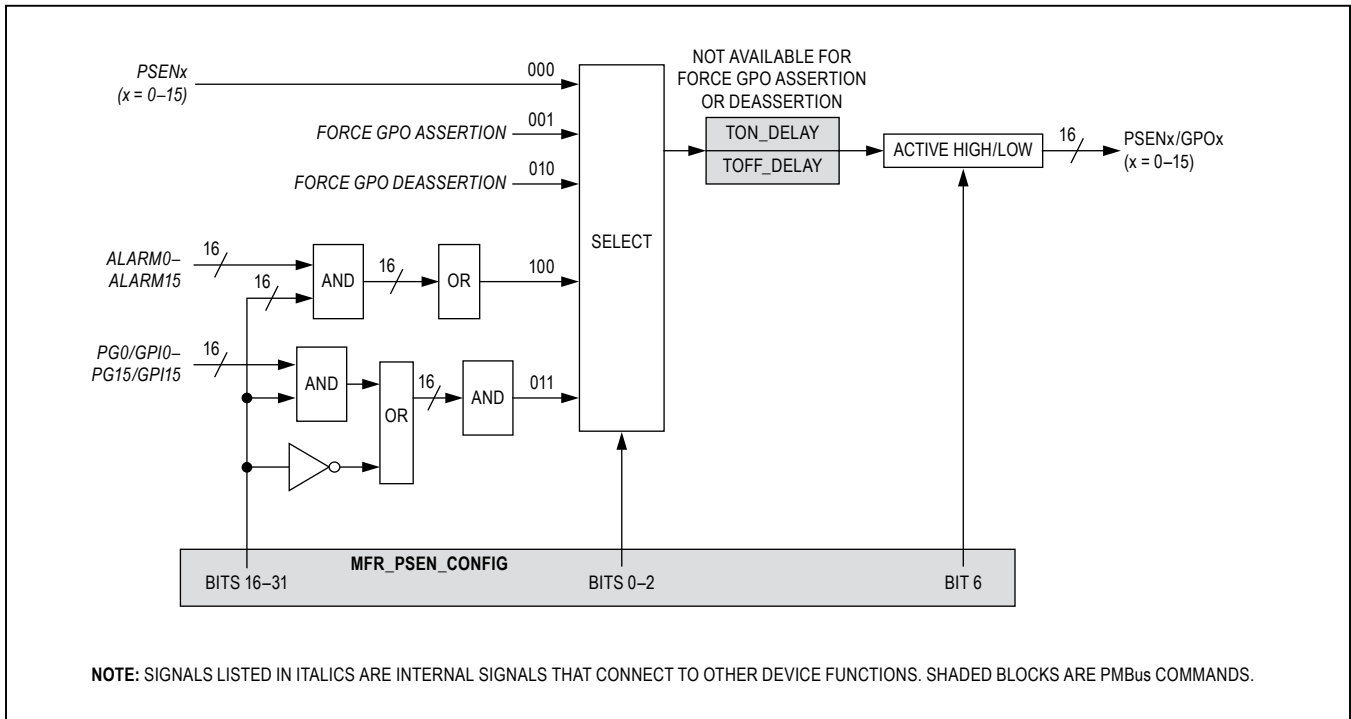 PSENx
(x = 0–15)
000
FORCE GPO ASSERTION
001
FORCE GPO DEASSERTION
010
ALARM0–
ALARM15
16
16
AND
16
OR
100
PG0/GPI0–
PG15/GPI15
16
AND
OR
16
AND
011
SELECT
NOT AVAILABLE FOR
FORCE GPO ASSERTION
OR DEASSERTION
TON_DELAY
TOFF_DELAY
ACTIVE HIGH/LOW
16
PSENx/GPOx
(x = 0–15)
MFR_PSEN_CONFIG
BITS 16–31
BITS 0–2
BIT 6
NOTE: SIGNALS LISTED IN ITALICS ARE INTERNAL SIGNALS THAT CONNECT TO OTHER DEVICE FUNCTIONS. SHADED BLOCKS ARE PMBus COMMANDS.